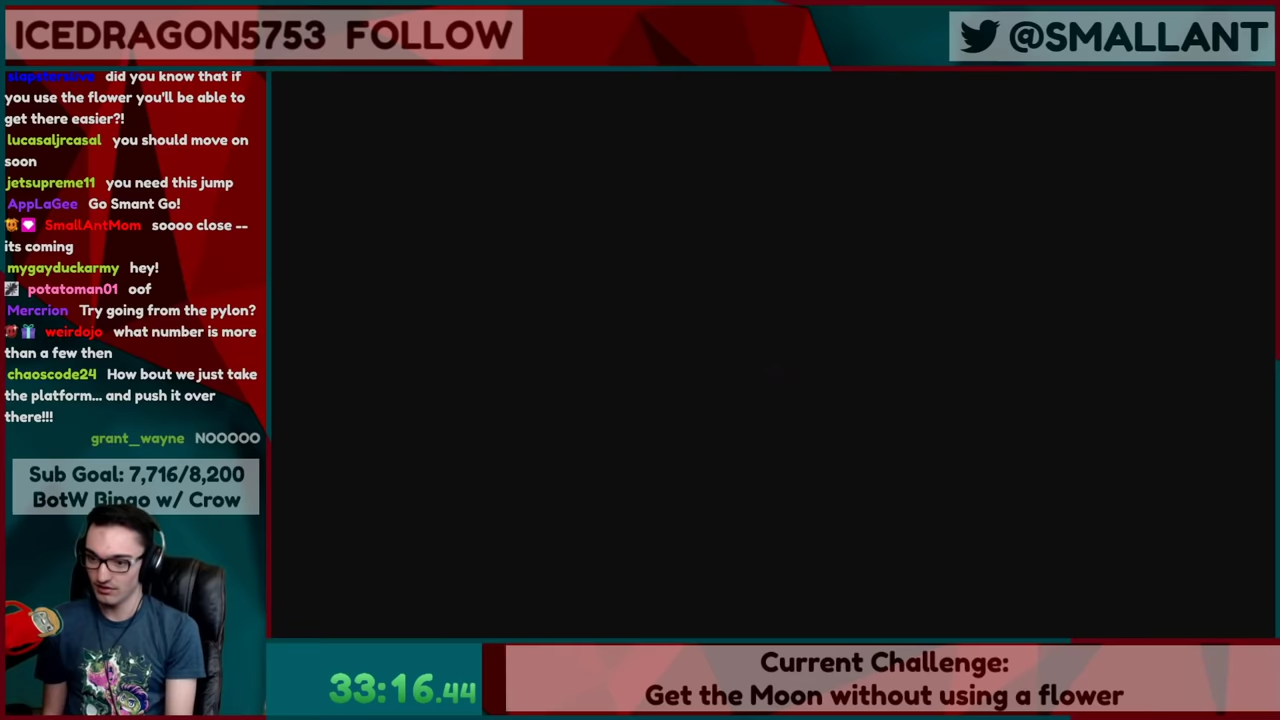 ICEDRAGON5753 FOLLOW
@SMALLANT
slapstarslive did you know that if
you use the flower you'll be able to
get there easier?!
lucasaljrcasal you should move on
soon
jetsupreme11 you need this jump
AppLaGee Go Smant Go!
SmallAntMom soooo close --
its coming
mygayduckarmy hey!
potatoman01 oof
Mercrion Try going from the pylon?
weirdojo what number is more
than a few then
chaoscode24 How bout we just take
the platform... and push it over
there!!!
grant_wayne NOOOOO
Sub Goal: 7,716/8,200
BotW Bingo w/ Crow
33:16.44
Current Challenge:
Get the Moon without using a flower